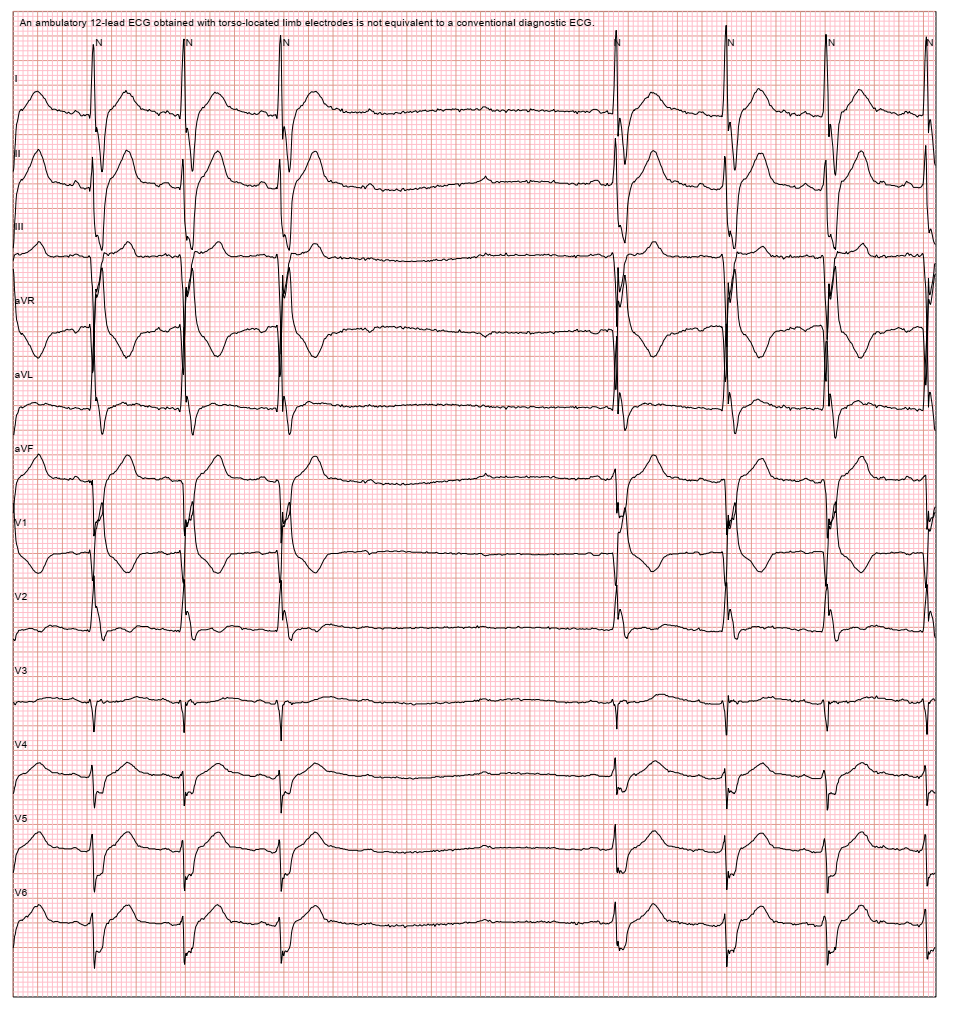 An ambulatory 12-lead ECG obtained with torso-located limb electrodes is not equivalent to a conventional diagnostic ECG.
N N N N N N N
I
II
III
aVR
aVL
aVF
V1
V2
V3
V4
V5
V6